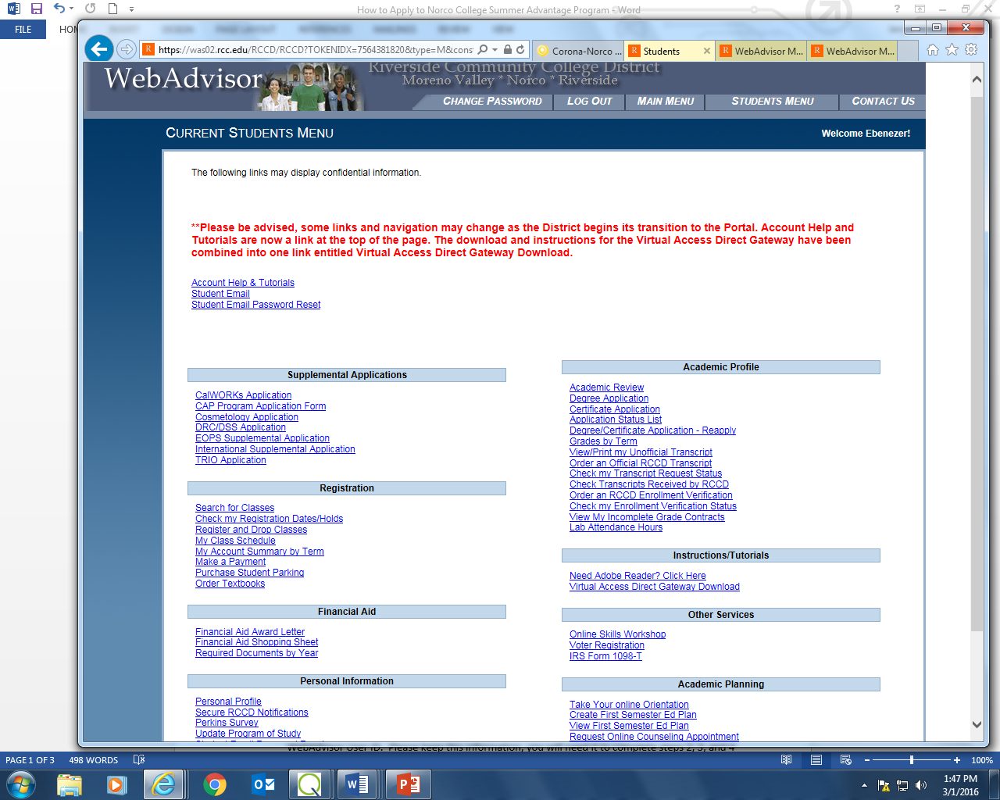 How to Apply to Norco College Summer Advantage Program - Word
FILE
HOME INSERT DESIGN PAGE LAYOUT REFERENCES MAILINGS REVIEW VIEW
https://was02.rcc.edu/RCCD/RCCD?TOKENIDX=7564381820&type=M&cons
Corona-Norco ...
Students
WebAdvisor M...
WebAdvisor M...
WebAdvisor
Riverside Community College District
Moreno Valley * Norco * Riverside
CHANGE PASSWORD
LOG OUT
MAIN MENU
STUDENTS MENU
CONTACT US
CURRENT STUDENTS MENU
Welcome Ebenezer!
The following links may display confidential information.
**Please be advised, some links and navigation may change as the District begins its transition to the Portal. Account Help and
Tutorials are now a link at the top of the page. The download and instructions for the Virtual Access Direct Gateway have been
combined into one link entitled Virtual Access Direct Gateway Download.
Account Help & Tutorials
Student Email
Student Email Password Reset
Supplemental Applications
CalWORKs Application
CAP Program Application Form
Cosmetology Application
DRC/DSS Application
EOPS Supplemental Application
International Supplemental Application
TRIO Application
Registration
Search for Classes
Check my Registration Dates/Holds
Register and Drop Classes
My Class Schedule
My Account Summary by Term
Make a Payment
Purchase Student Parking
Order Textbooks
Financial Aid
Financial Aid Award Letter
Financial Aid Shopping Sheet
Required Documents by Year
Personal Information
Personal Profile
Secure RCCD Notifications
Perkins Survey
Update Program of Study
Academic Profile
Academic Review
Degree Application
Certificate Application
Application Status List
Degree/Certificate Application - Reapply
Grades by Term
View/Print my Unofficial Transcript
Order an Official RCCD Transcript
Check my Transcript Request Status
Check Transcripts Received by RCCD
Order an RCCD Enrollment Verification
Check my Enrollment Verification Status
View My Incomplete Grade Contracts
Lab Attendance Hours
Instructions/Tutorials
Need Adobe Reader? Click Here
Virtual Access Direct Gateway Download
Other Services
Online Skills Workshop
Voter Registration
IRS Form 1098-T
Academic Planning
Take Your online Orientation
Create First Semester Ed Plan
View First Semester Ed Plan
Request Online Counseling Appointment
WebAdvisor User ID. Please keep this information, you will need it to complete steps 2, 3, and 4
PAGE 1 OF 3
498 WORDS
100%
1:47 PM
3/1/2016